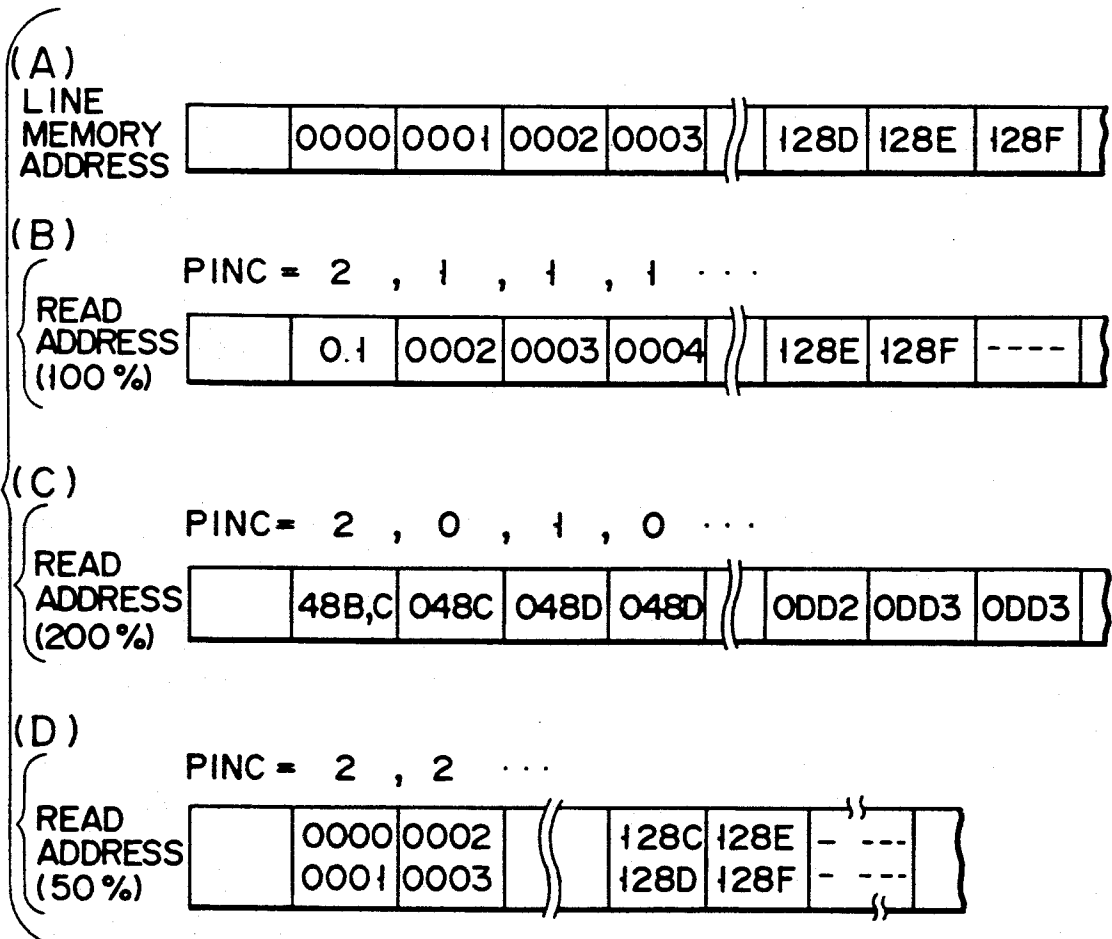 (A)
LINE MEMORY ADDRESS
0000 0001 0002 0003 128D 128E 128F
(B)
PINC = 2 , 1 , 1 , 1 ...
READ ADDRESS (100 %)
0.1 0002 0003 0004 128E 128F ----
(C)
PINC = 2 , 0 , 1 , 0 ...
READ ADDRESS (200 %)
48B,C 048C 048D 048D 0DD2 0DD3 0DD3
(D)
PINC = 2 , 2 ...
READ ADDRESS (50 %)
0000 0002 128C 128E - ---
0001 0003 128D 128F - ---